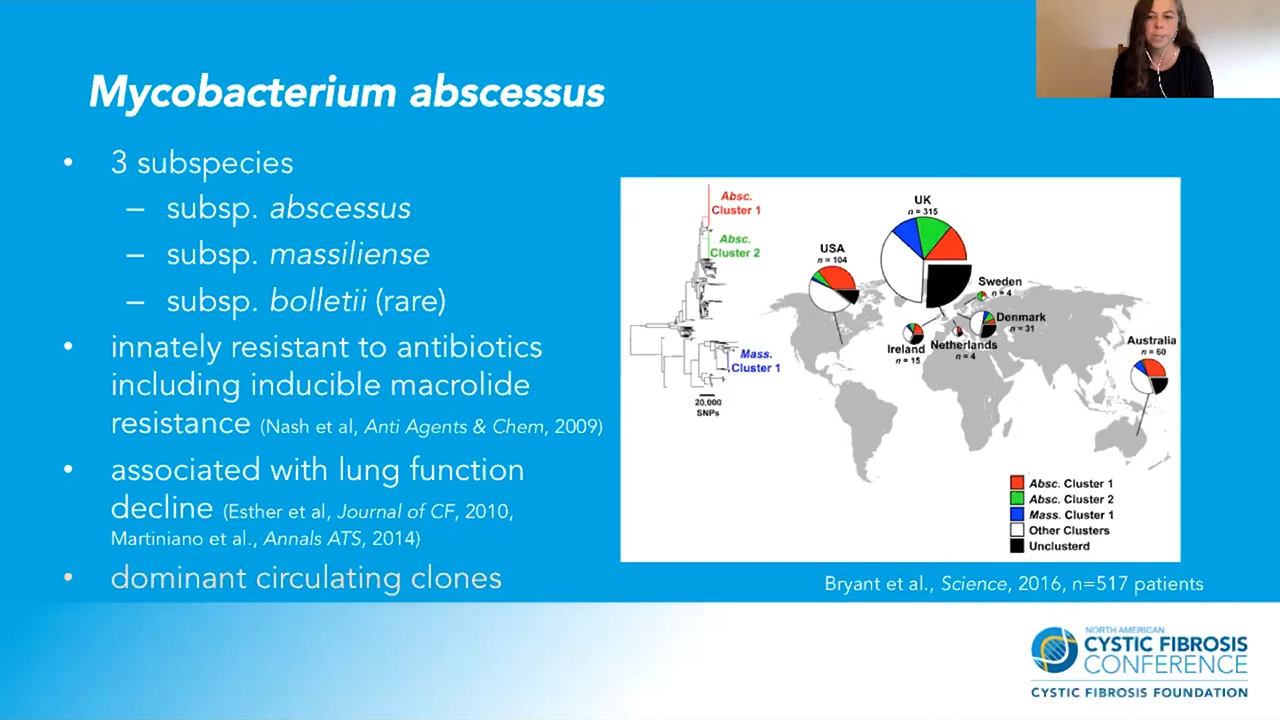 Mycobacterium abscessus
• 3 subspecies
– subsp. abscessus
– subsp. massiliense
– subsp. bolletii (rare)
• innately resistant to antibiotics
including inducible macrolide
resistance (Nash et al, Anti Agents & Chem, 2009)
• associated with lung function
decline (Esther et al, Journal of CF, 2010,
Martiniano et al., Annals ATS, 2014)
• dominant circulating clones
Absc.
Cluster 1
Absc.
Cluster 2
Mass.
Cluster 1
20,000
SNPs
UK
n = 315
USA
n = 104
Sweden
n = 4
Denmark
n = 31
Ireland
n = 15
Netherlands
n = 4
Australia
n = 60
Absc. Cluster 1
Absc. Cluster 2
Mass. Cluster 1
Other Clusters
Unclusterd
Bryant et al., Science, 2016, n=517 patients
NORTH AMERICAN
CYSTIC FIBROSIS
CONFERENCE
CYSTIC FIBROSIS FOUNDATION